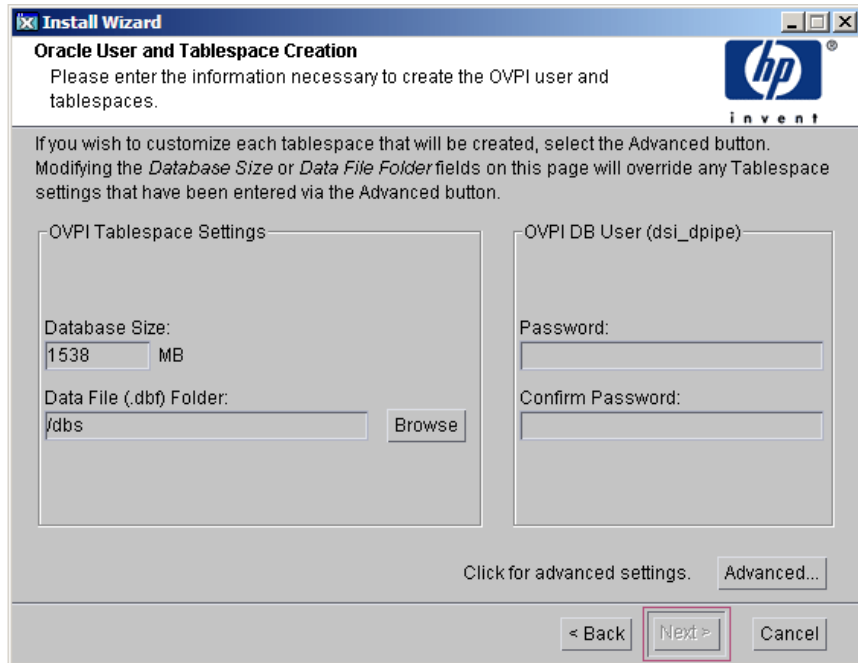 Install Wizard
Oracle User and Tablespace Creation
Please enter the information necessary to create the OVPI user and
tablespaces.
hp
®
invent
If you wish to customize each tablespace that will be created, select the Advanced button.
Modifying the Database Size or Data File Folder fields on this page will override any Tablespace
settings that have been entered via the Advanced button.
OVPI Tablespace Settings
Database Size:
1538 MB
Data File (.dbf) Folder:
/dbs Browse
OVPI DB User (dsi_dpipe)
Password:
Confirm Password:
Click for advanced settings. Advanced...
< Back Next > Cancel